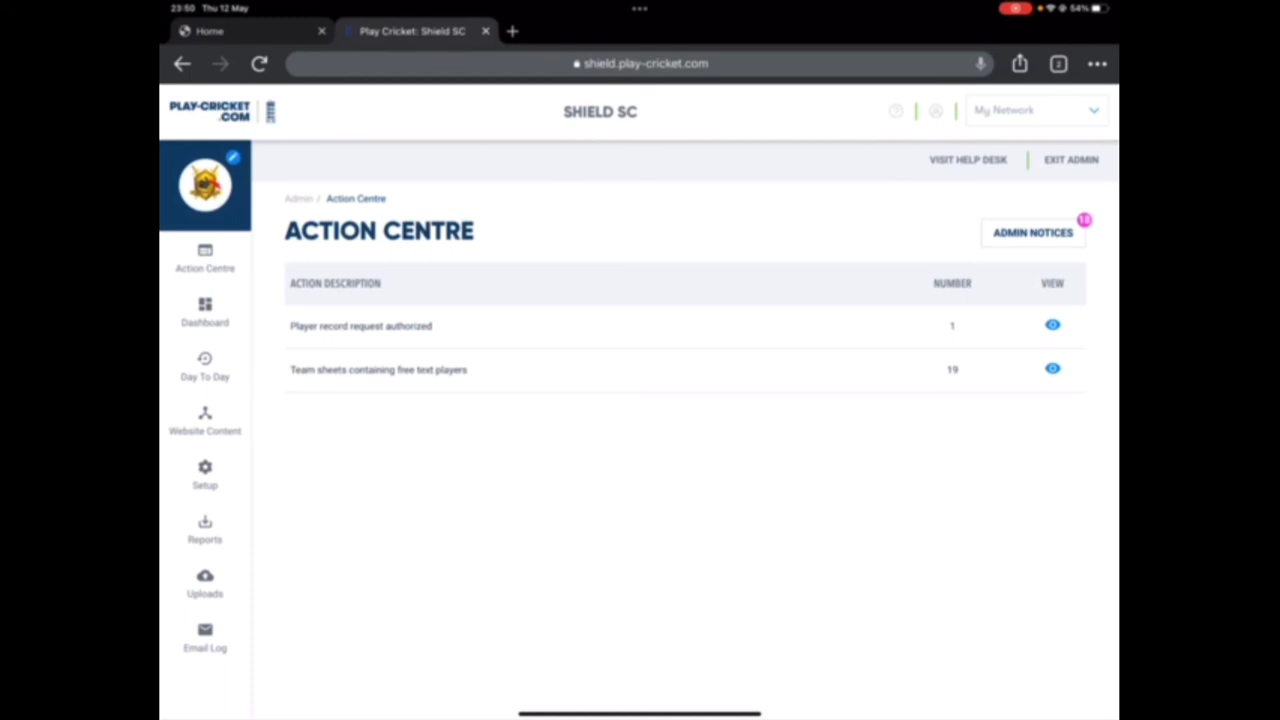 23:50 Thu 12 May
54%
Home
Play Cricket: Shield SC
shield.play-cricket.com
2
PLAY-CRICKET
.COM
SHIELD SC
My Network
VISIT HELP DESK
EXIT ADMIN
Admin / Action Centre
ACTION CENTRE
ADMIN NOTICES
18
ACTION DESCRIPTION NUMBER VIEW
Player record request authorized 1
Team sheets containing free text players 19
Action Centre
Dashboard
Day To Day
Website Content
Setup
Reports
Uploads
Email Log